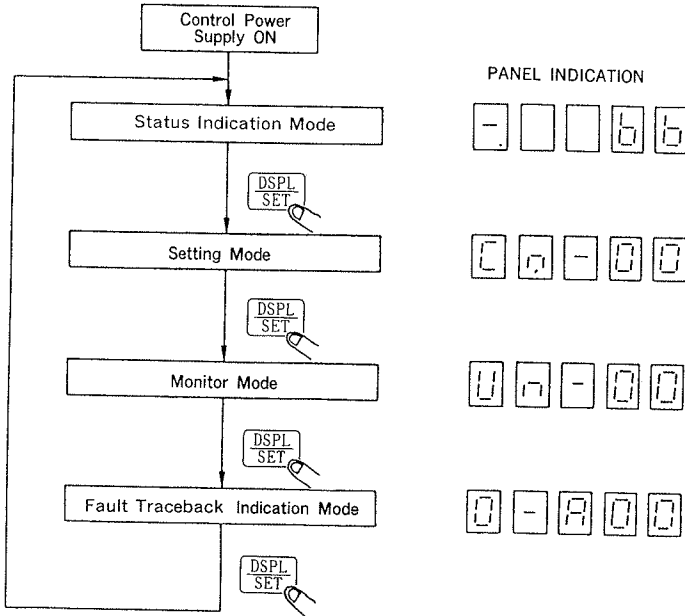 Control Power
Supply ON
PANEL INDICATION
Status Indication Mode
-. bb
DSPL
SET
Setting Mode
Cn-00
DSPL
SET
Monitor Mode
Un-00
DSPL
SET
Fault Traceback Indication Mode
0-A00
DSPL
SET